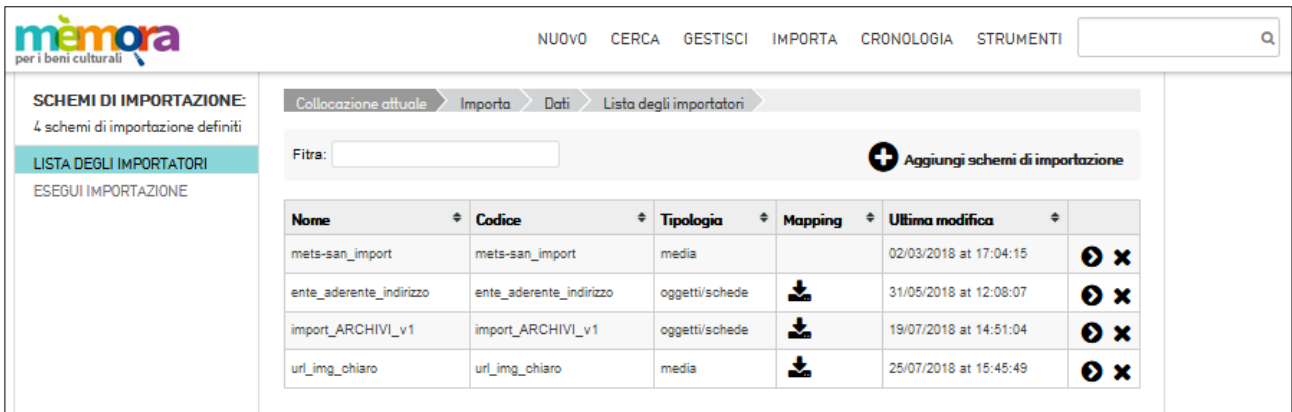 mèmora
per i beni culturali
NUOVO CERCA GESTISCI IMPORTA CRONOLOGIA STRUMENTI
SCHEMI DI IMPORTAZIONE:
4 schemi di importazione definiti
LISTA DEGLI IMPORTATORI
ESEGUI IMPORTAZIONE
Collocazione attuale Importa Dati Lista degli importatori
Fitra:
Aggiungi schemi di importazione
Nome Codice Tipologia Mapping Ultima modifica
mets-san_import mets-san_import media 02/03/2018 at 17:04:15
ente_aderente_indirizzo ente_aderente_indirizzo oggetti/schede 31/05/2018 at 12:08:07
import_ARCHIVI_v1 import_ARCHIVI_v1 oggetti/schede 19/07/2018 at 14:51:04
url_img_chiaro url_img_chiaro media 25/07/2018 at 15:45:49